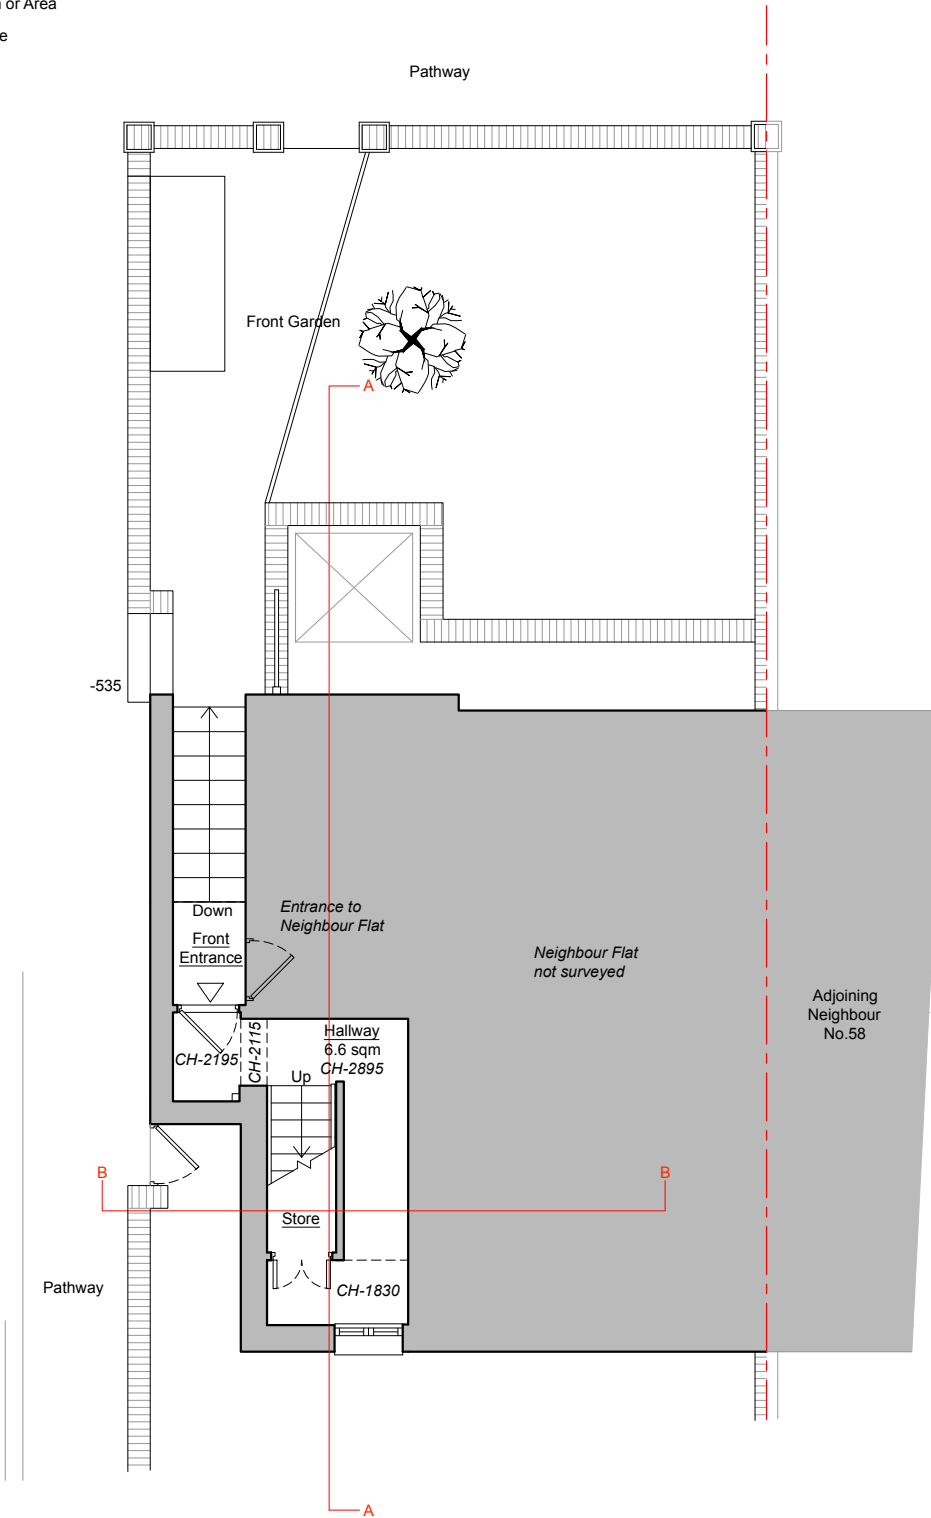 or Area
Pathway
Front Garden
A
-535
Down
Front
Entrance
Entrance to
Neighbour Flat
Neighbour Flat
not surveyed
Adjoining
Neighbour
No.58
CH-2195
CH-2115
Hallway
6.6 sqm
CH-2895
Up
B
B
Store
Pathway
CH-1830
A